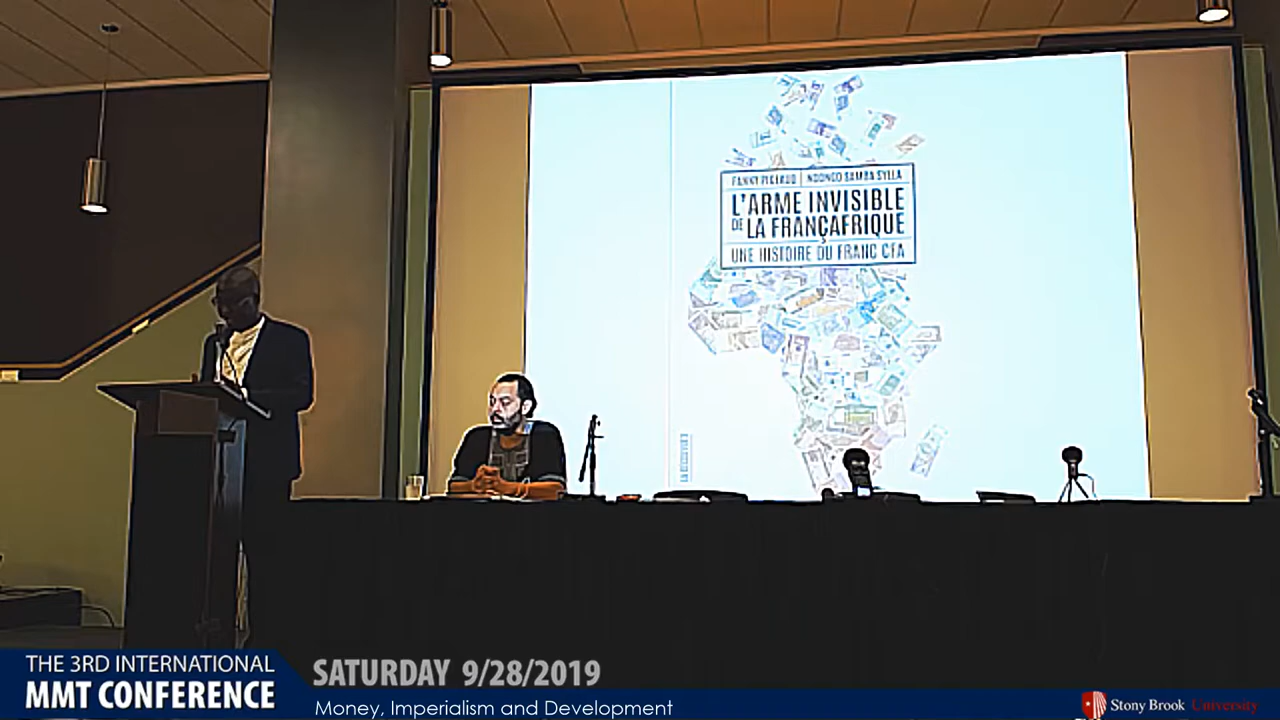 FANNY PIGEAUD | NDONGO SAMBA SYLLA
L'ARME INVISIBLE
DE LA FRANÇAFRIQUE
UNE HISTOIRE DU FRANC CFA
THE 3RD INTERNATIONAL
MMT CONFERENCE
SATURDAY 9/28/2019
Money, Imperialism and Development
Stony Brook University